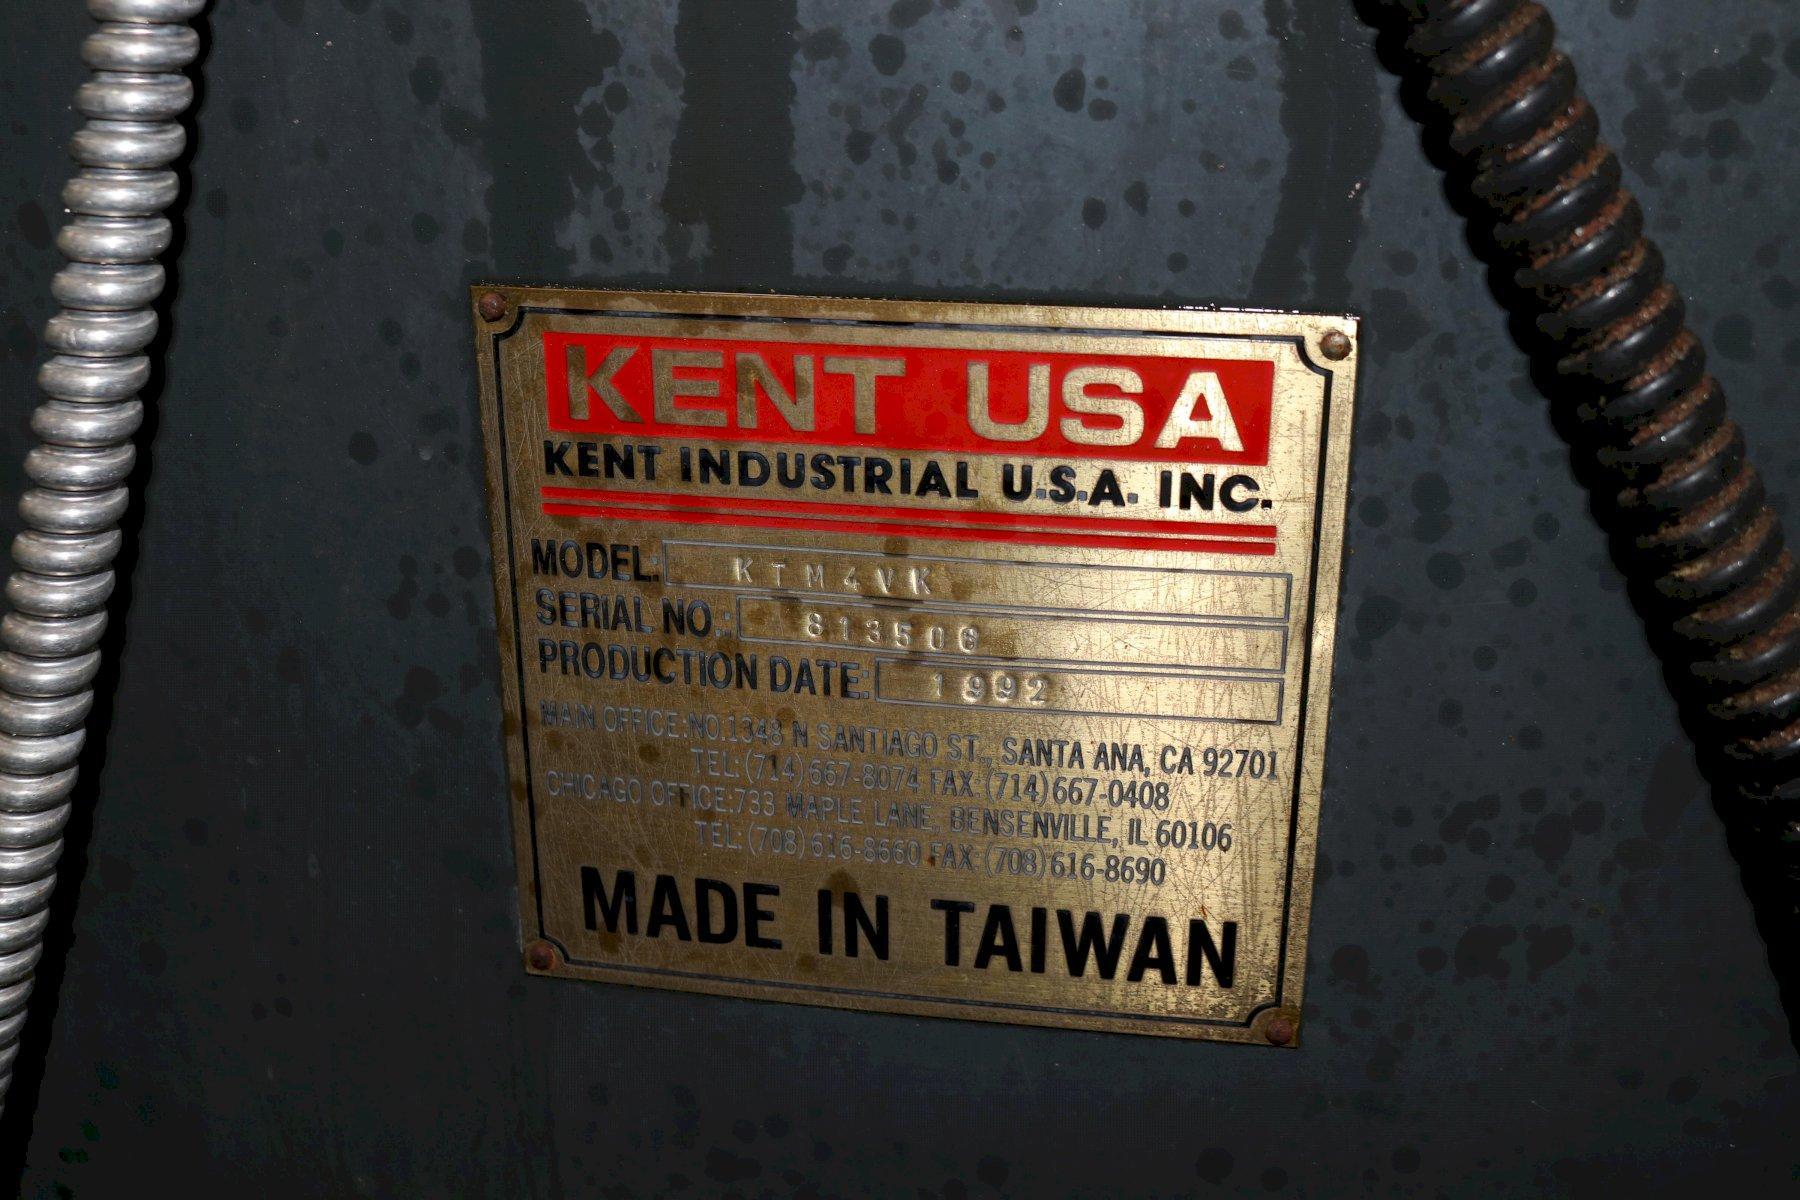 KENT USA
KENT INDUSTRIAL U.S.A. INC.
MODEL: KTM4VK
SERIAL NO.: 813506
PRODUCTION DATE: 1992
MAIN OFFICE:NO.1348 N SANTIAGO ST., SANTA ANA, CA 92701
TEL:(714)667-8074 FAX:(714)667-0408
CHICAGO OFFICE:733 MAPLE LANE, BENSENVILLE, IL 60106
TEL:(708)616-8660 FAX:(708)616-8690
MADE IN TAIWAN